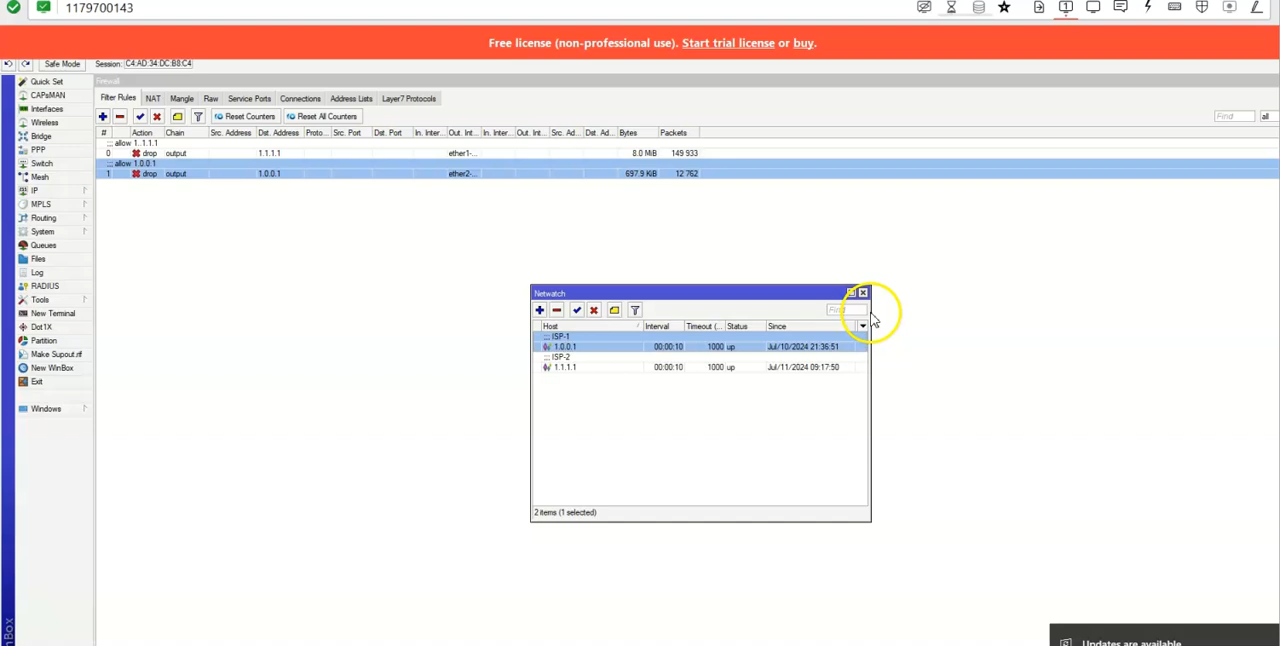 1179700143
1
Free license (non-professional use). Start trial license or buy.
Safe Mode Session: C4:AD:34:DC:B8:C4
Quick Set
CAPsMAN
Interfaces
Wireless
Bridge
PPP
Switch
Mesh
IP
MPLS
Routing
System
Queues
Files
Log
RADIUS
Tools
New Terminal
Dot1X
Partition
Make Supout.rif
New WinBox
Exit
Windows
Firewall
Filter Rules NAT Mangle Raw Service Ports Connections Address Lists Layer7 Protocols
Reset Counters Reset All Counters Find all
# Action Chain Src. Address Dst. Address Proto... Src. Port Dst. Port In. Inter... Out. Int... In. Inter... Out. Int... Src. Ad... Dst. Ad... Bytes Packets
;;; allow 1..1.1.1
0 drop output 1.1.1.1 ether1-... 8.0 MiB 149 933
;;; allow 1.0.0.1
1 drop output 1.0.0.1 ether2-... 697.9 KiB 12 762
Netwatch
Find
Host Interval Timeout (... Status Since
;;; ISP-1
1.0.0.1 00:00:10 1000 up Jul/10/2024 21:36:51
;;; ISP-2
1.1.1.1 00:00:10 1000 up Jul/11/2024 09:17:50
2 items (1 selected)
Updates are available